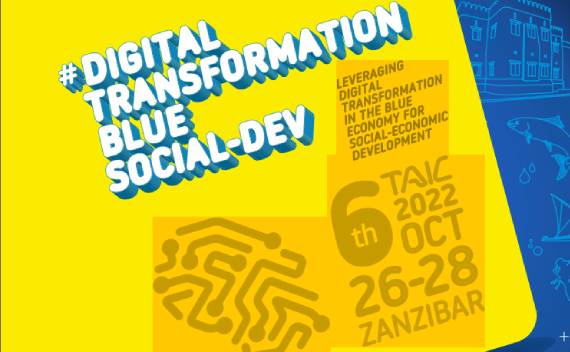 # DIGITAL
TRANSFORMATION
BLUE
SOCIAL-DEV
LEVERAGING
DIGITAL
TRANSFORMATION
IN THE BLUE
ECONOMY FOR
SOCIAL-ECONOMIC
DEVELOPMENT
6th TAIC
2022
OCT
26-28
ZANZIBAR